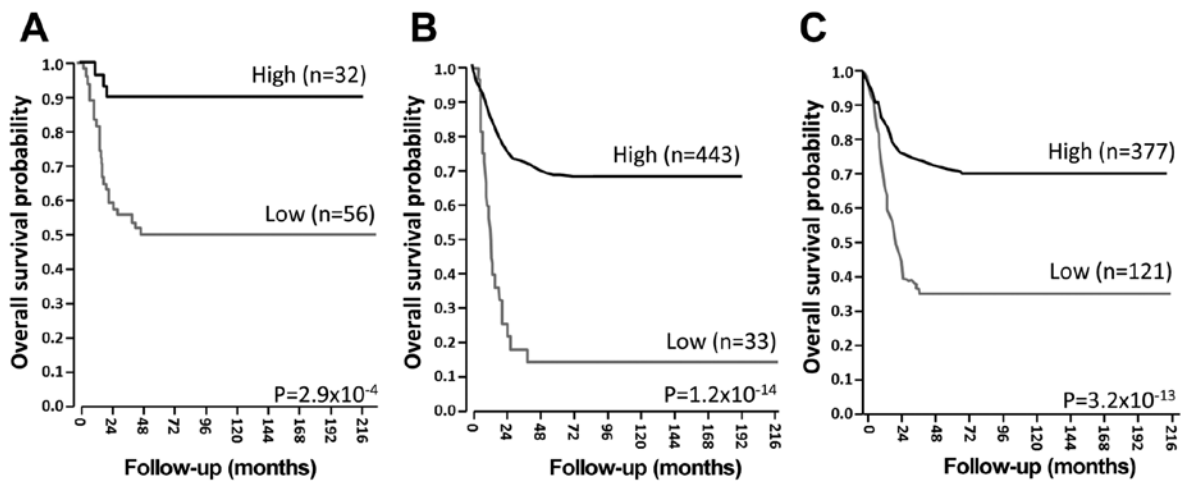 A
Overall survival probability
1.0
0.9
0.8
0.7
0.6
0.5
0.4
0.3
0.2
0.1
0.0
High (n=32)
Low (n=56)
P=2.9x10-4
0 24 48 72 96 120 144 168 192 216
Follow-up (months)
B
Overall survival probability
1.0
0.9
0.8
0.7
0.6
0.5
0.4
0.3
0.2
0.1
0.0
High (n=443)
Low (n=33)
P=1.2x10-14
0 24 48 72 96 120 144 168 192 216
Follow-up (months)
C
Overall survival probability
1.0
0.9
0.8
0.7
0.6
0.5
0.4
0.3
0.2
0.1
0.0
High (n=377)
Low (n=121)
P=3.2x10-13
0 24 48 72 96 120 144 168 192 216
Follow-up (months)